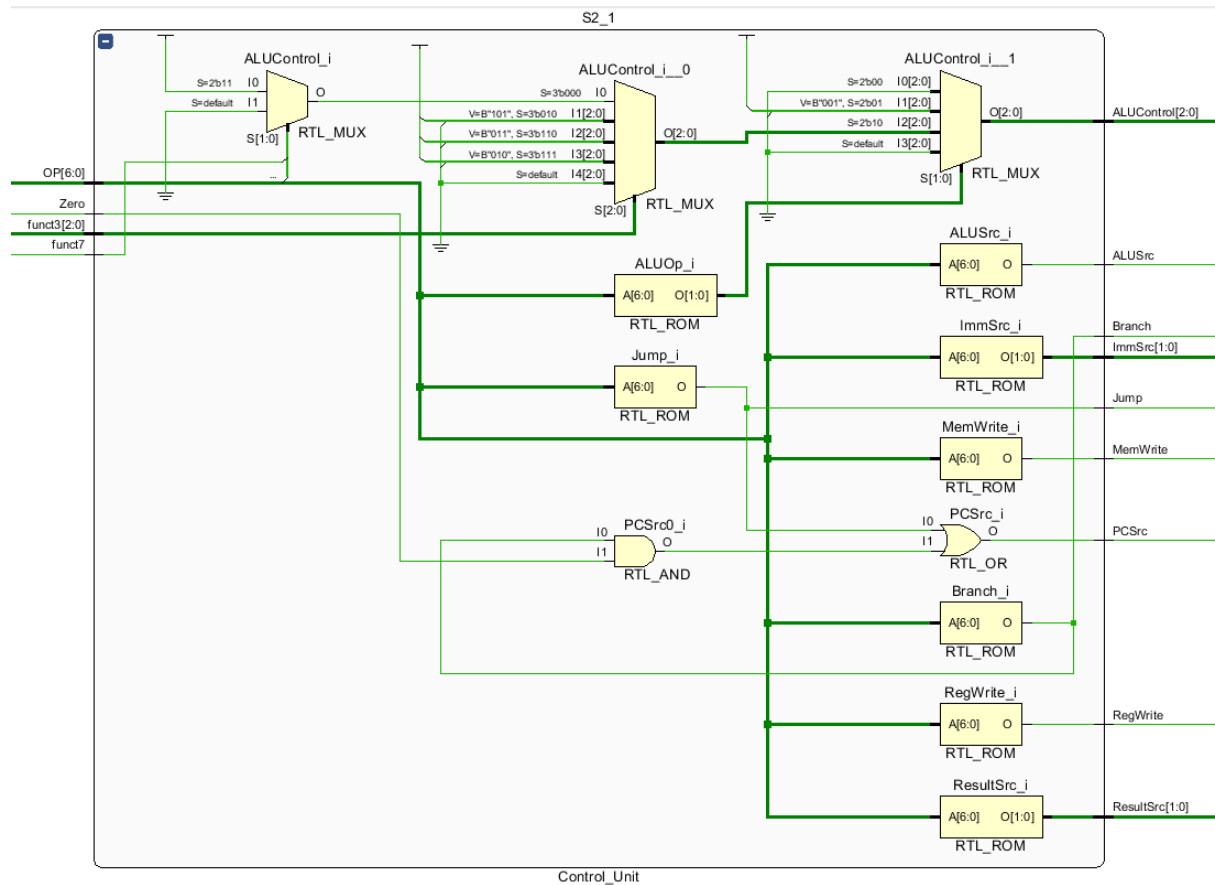 S2_1
ALUControl_i
S=2'b11 I0
S=default I1
O
S[1:0]
RTL_MUX
...
ALUControl_i__0
S=3'b000 I0
V=B"101", S=3'b010 I1[2:0]
V=B"011", S=3'b110 I2[2:0]
V=B"010", S=3'b111 I3[2:0]
S=default I4[2:0]
O[2:0]
S[2:0]
RTL_MUX
ALUControl_i__1
S=2'b00 I0[2:0]
V=B"001", S=2'b01 I1[2:0]
S=2'b10 I2[2:0]
S=default I3[2:0]
O[2:0]
S[1:0]
RTL_MUX
ALUControl[2:0]
OP[6:0]
Zero
funct3[2:0]
funct7
ALUOp_i
A[6:0] O[1:0]
RTL_ROM
Jump_i
A[6:0] O
RTL_ROM
ALUSrc_i
A[6:0] O
RTL_ROM
ALUSrc
ImmSrc_i
A[6:0] O[1:0]
RTL_ROM
Branch
ImmSrc[1:0]
Jump
MemWrite_i
A[6:0] O
RTL_ROM
MemWrite
PCSrc0_i
I0
I1
O
RTL_AND
PCSrc_i
I0
I1
O
RTL_OR
PCSrc
Branch_i
A[6:0] O
RTL_ROM
RegWrite_i
A[6:0] O
RTL_ROM
RegWrite
ResultSrc_i
A[6:0] O[1:0]
RTL_ROM
ResultSrc[1:0]
Control_Unit